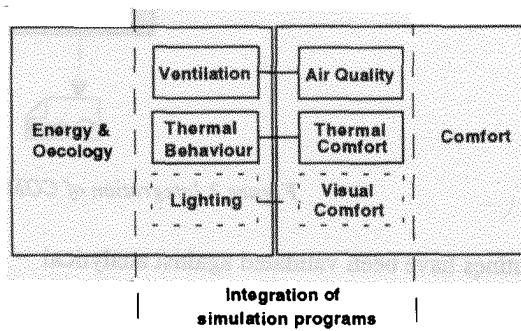 Ventilation
Air Quality
Energy &
Oecology
Thermal
Behaviour
Thermal
Comfort
Comfort
Lighting
Visual
Comfort
Integration of
simulation programs